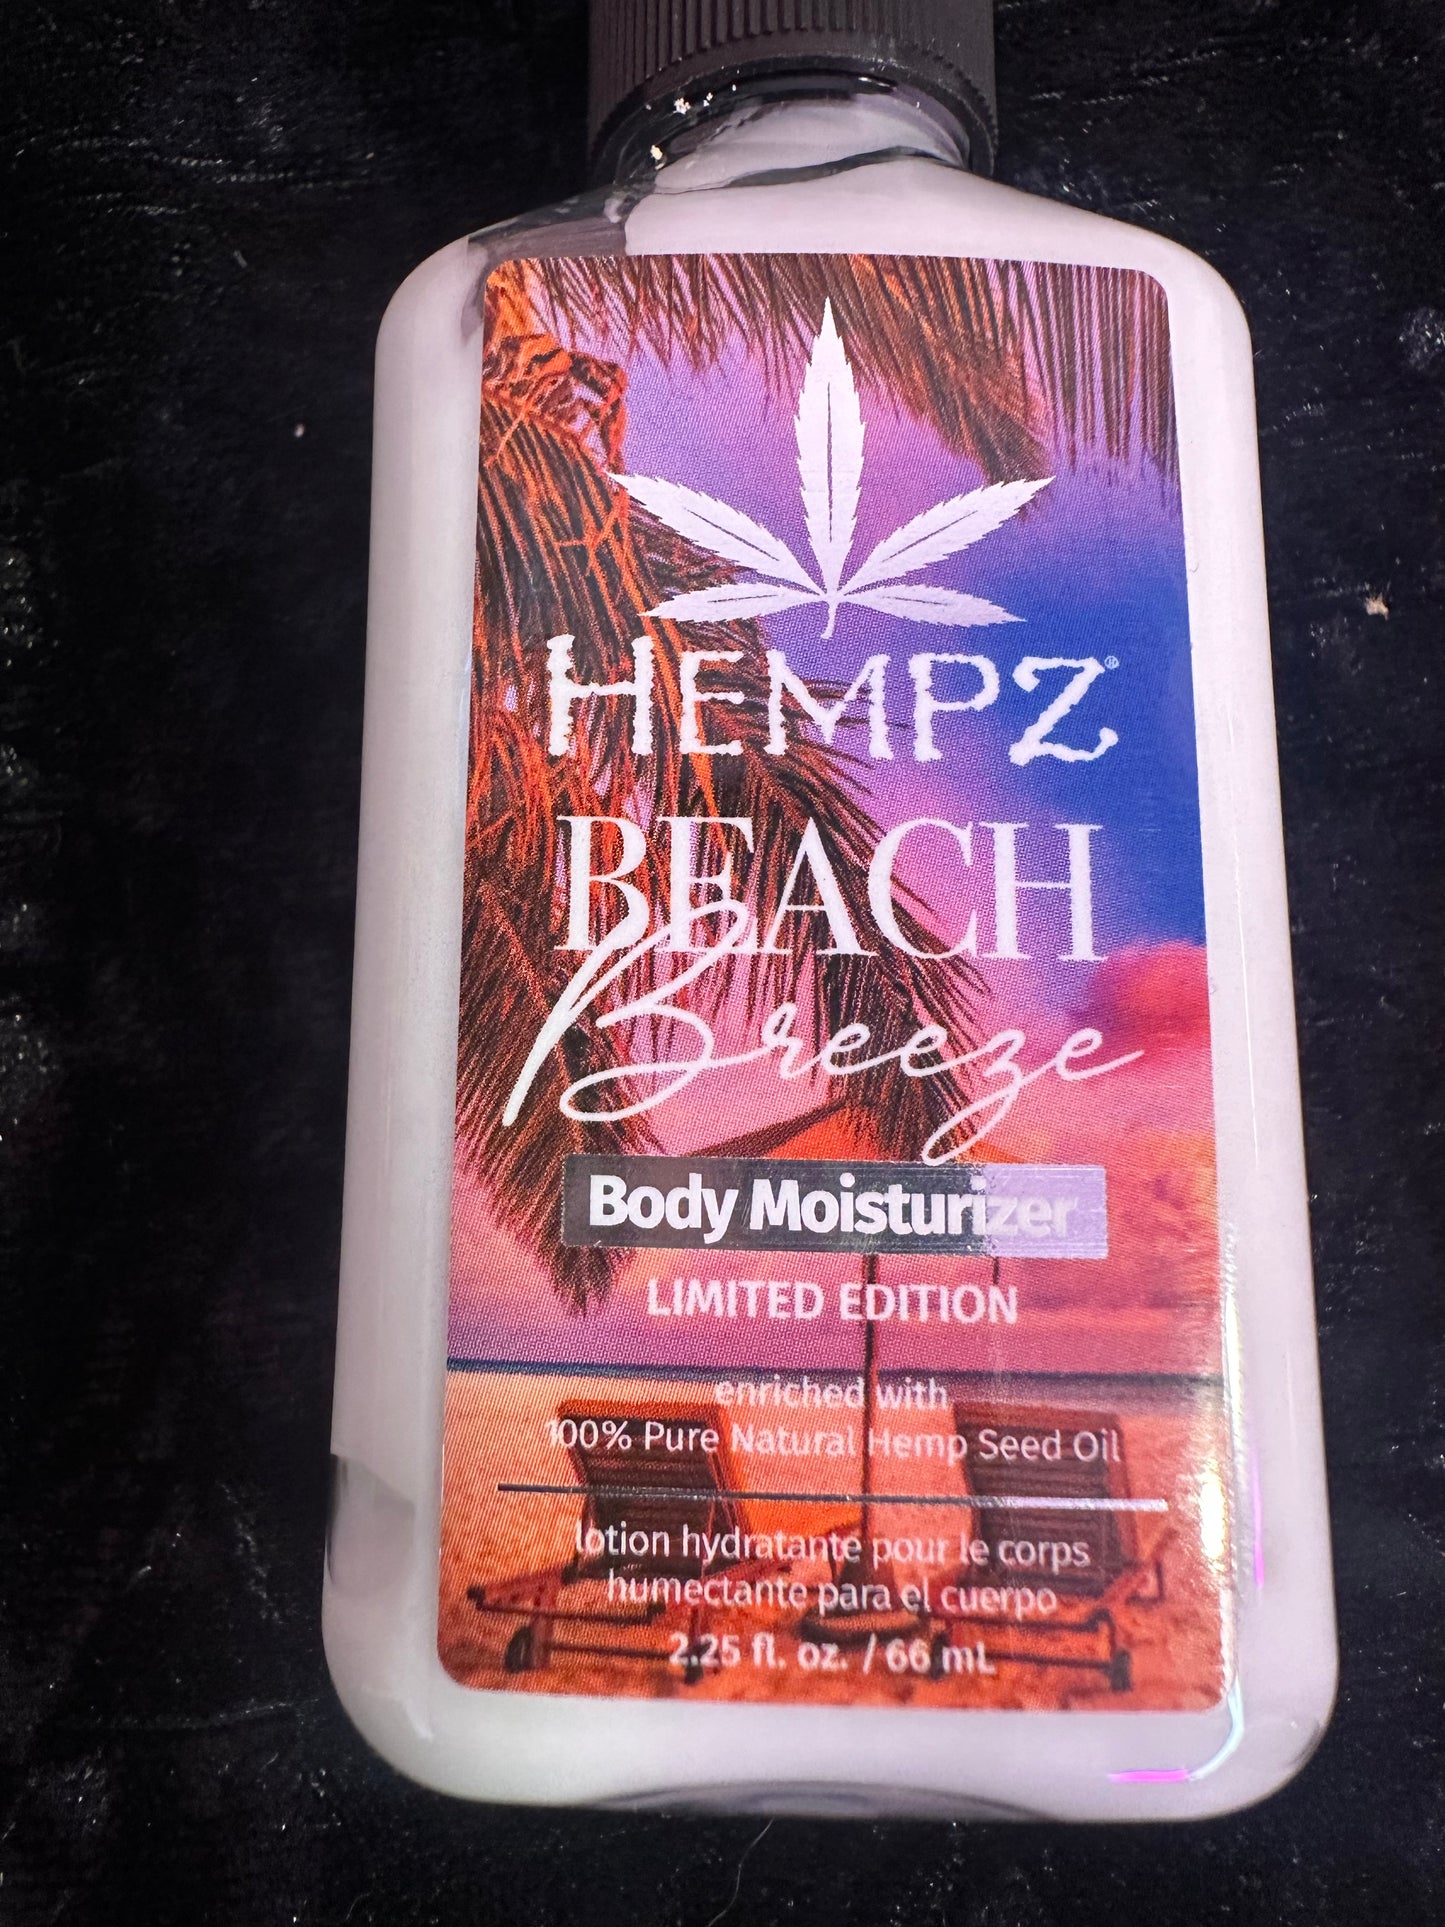 HEMPZ®
BEACH
Breeze
Body Moisturizer
LIMITED EDITION
enriched with
100% Pure Natural Hemp Seed Oil
lotion hydratante pour le corps
humectante para el cuerpo
2.25 fl. oz. / 66 mL